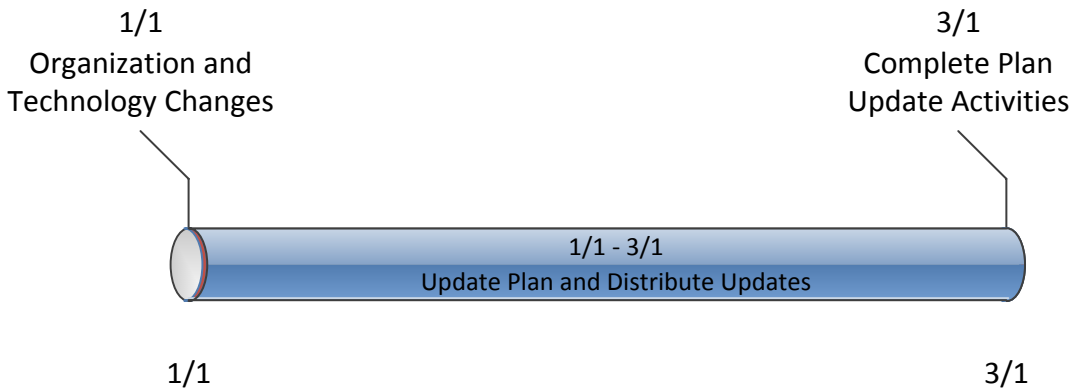 1/1
Organization and
Technology Changes
3/1
Complete Plan
Update Activities
1/1 - 3/1
Update Plan and Distribute Updates
1/1
3/1